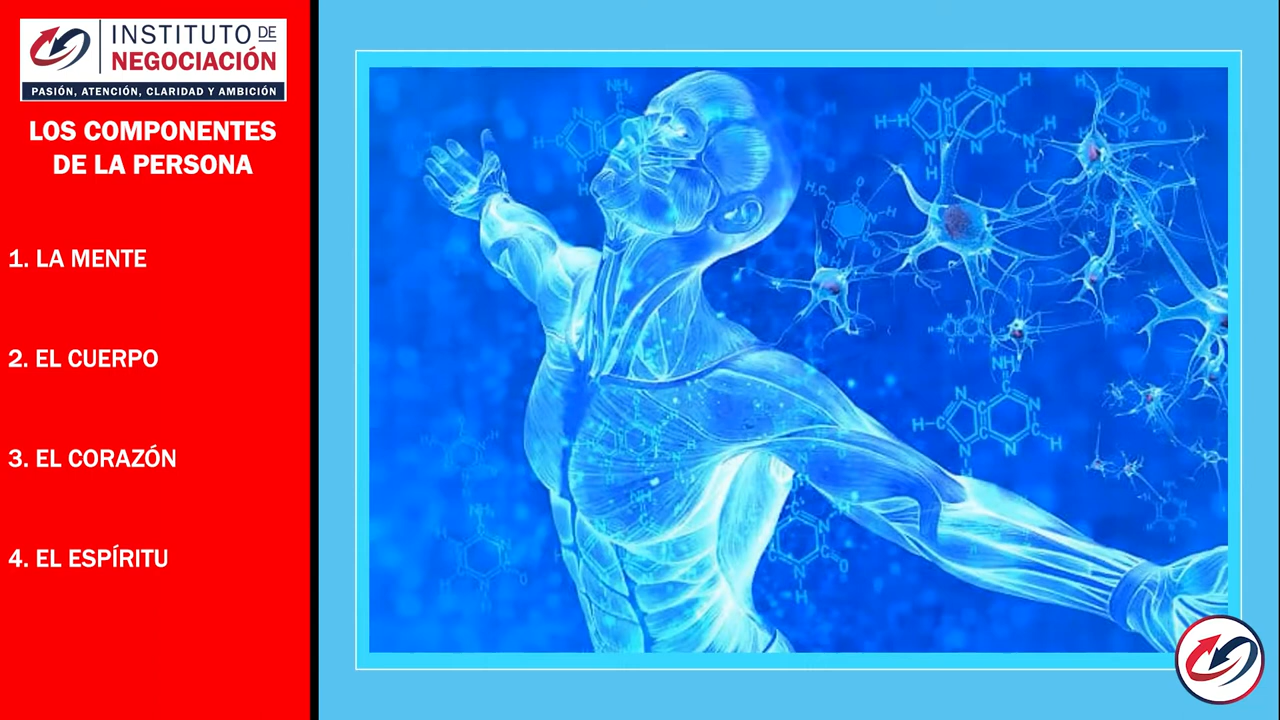 INSTITUTO DE
NEGOCIACIÓN
PASIÓN, ATENCIÓN, CLARIDAD Y AMBICIÓN
LOS COMPONENTES
DE LA PERSONA
1. LA MENTE
2. EL CUERPO
3. EL CORAZÓN
4. EL ESPÍRITU